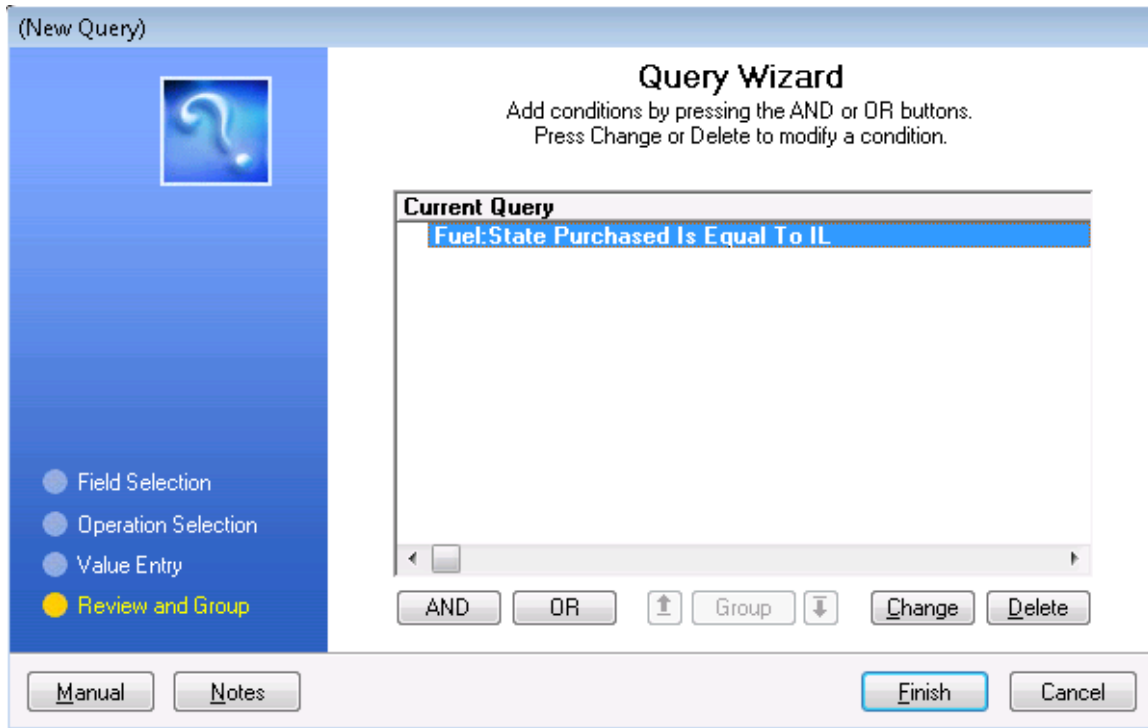 (New Query)
Query Wizard
Add conditions by pressing the AND or OR buttons.
Press Change or Delete to modify a condition.
Current Query
Fuel:State Purchased Is Equal To IL
Field Selection
Operation Selection
Value Entry
Review and Group
AND OR Group Change Delete
Manual Notes Finish Cancel